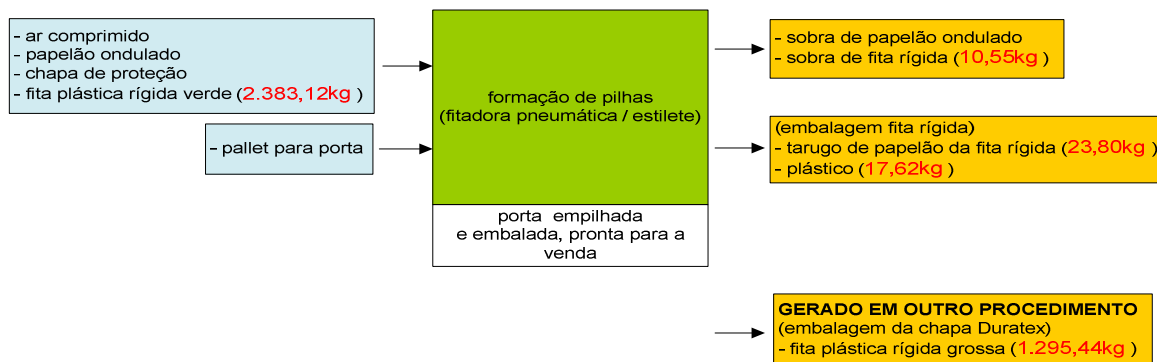 - ar comprimido
- papelão ondulado
- chapa de proteção
- fita plástica rígida verde (2.383,12kg )
- pallet para porta
formação de pilhas
(fitadora pneumática / estilete)
porta empilhada
e embalada, pronta para a
venda
- sobra de papelão ondulado
- sobra de fita rígida (10,55kg )
(embalagem fita rígida)
- tarugo de papelão da fita rígida (23,80kg )
- plástico (17,62kg )
GERADO EM OUTRO PROCEDIMENTO
(embalagem da chapa Duratex)
- fita plástica rígida grossa (1.295,44kg )